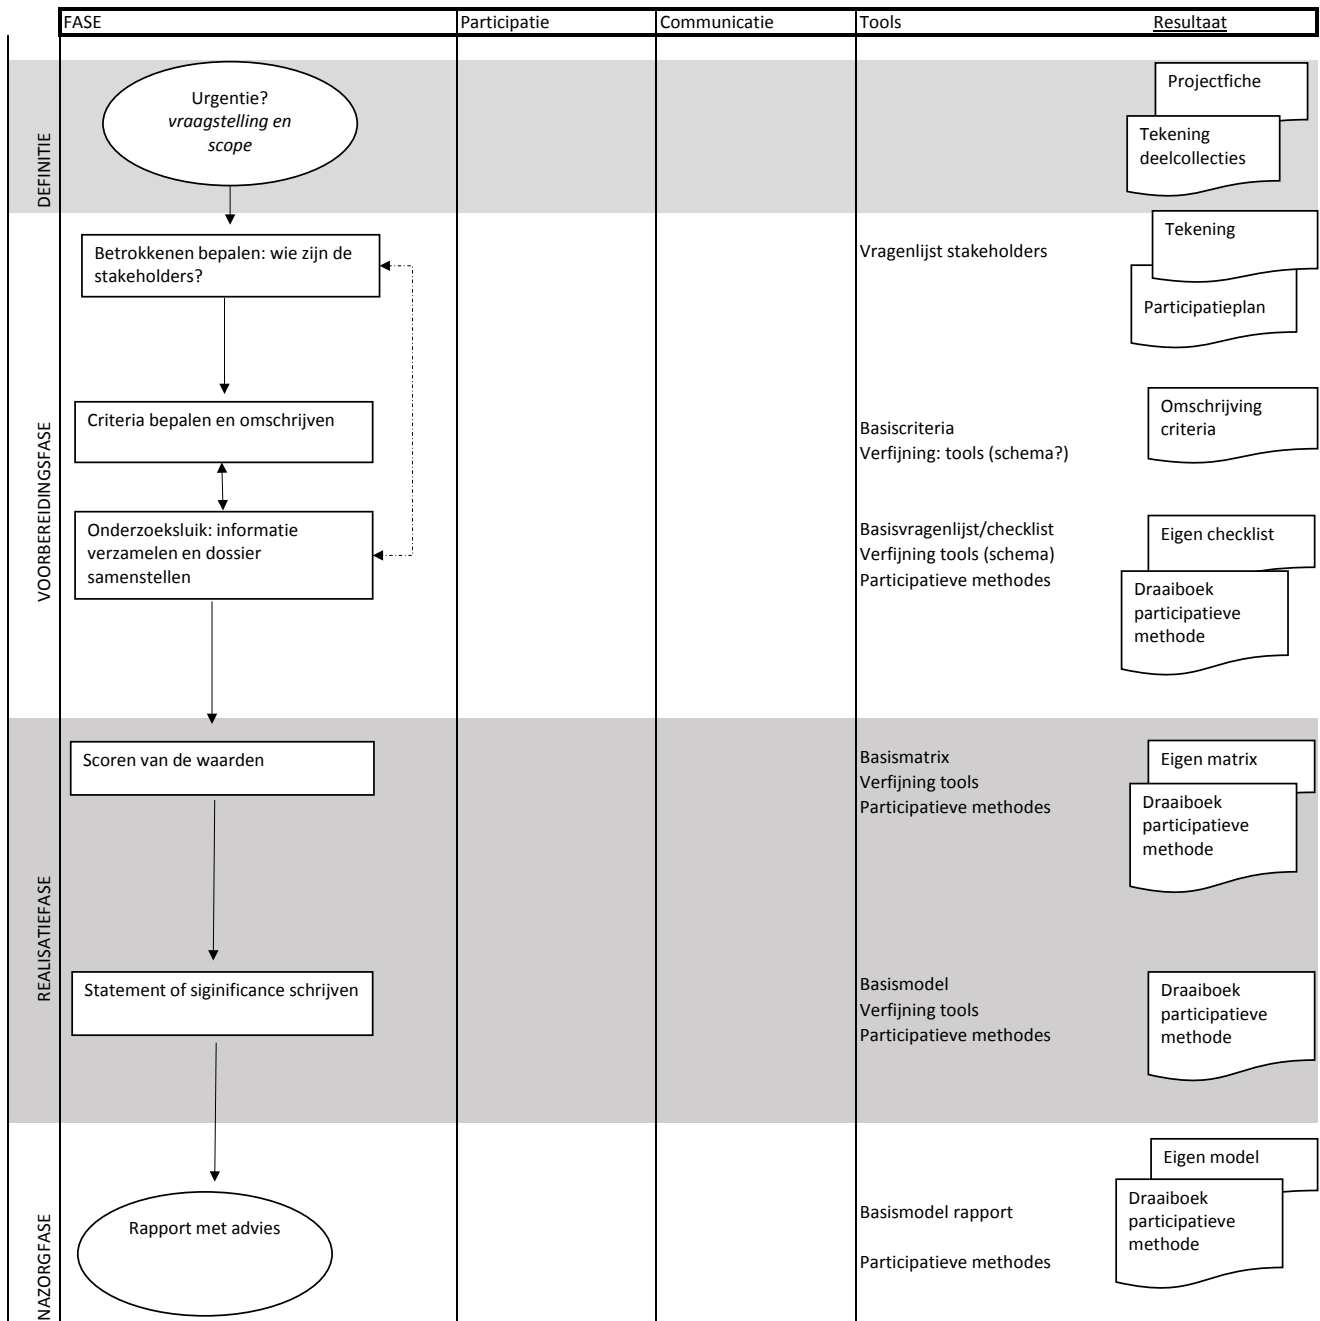 FASE
Participatie
Communicatie
Tools
Resultaat
DEFINITIE
Urgentie?
vraagstelling en
scope
Projectfiche
Tekening
deelcollecties
VOORBEREIDINGSFASE
Betrokkenen bepalen: wie zijn de
stakeholders?
Vragenlijst stakeholders
Tekening
Participatieplan
Criteria bepalen en omschrijven
Basiscriteria
Verfijning: tools (schema?)
Omschrijving
criteria
Onderzoeksluik: informatie
verzamelen en dossier
samenstellen
Basisvragenlijst/checklist
Verfijning tools (schema)
Participatieve methodes
Eigen checklist
Draaiboek
participatieve
methode
REALISATIEFASE
Scoren van de waarden
Basismatrix
Verfijning tools
Participatieve methodes
Eigen matrix
Draaiboek
participatieve
methode
Statement of siginificance schrijven
Basismodel
Verfijning tools
Participatieve methodes
Draaiboek
participatieve
methode
NAZORGFASE
Rapport met advies
Basismodel rapport
Participatieve methodes
Eigen model
Draaiboek
participatieve
methode